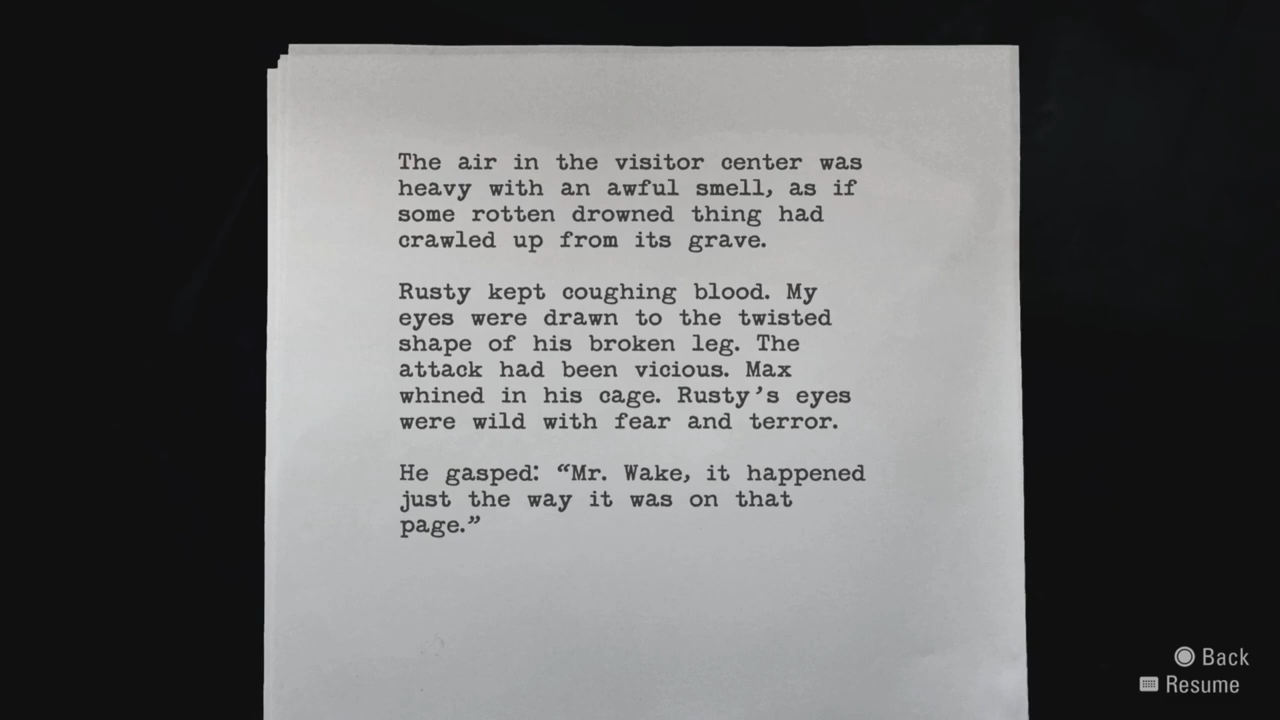 The air in the visitor center was
heavy with an awful smell, as if
some rotten drowned thing had
crawled up from its grave.
Rusty kept coughing blood. My
eyes were drawn to the twisted
shape of his broken leg. The
attack had been vicious. Max
whined in his cage. Rusty’s eyes
were wild with fear and terror.
He gasped: “Mr. Wake, it happened
just the way it was on that
page.”
Back
Resume